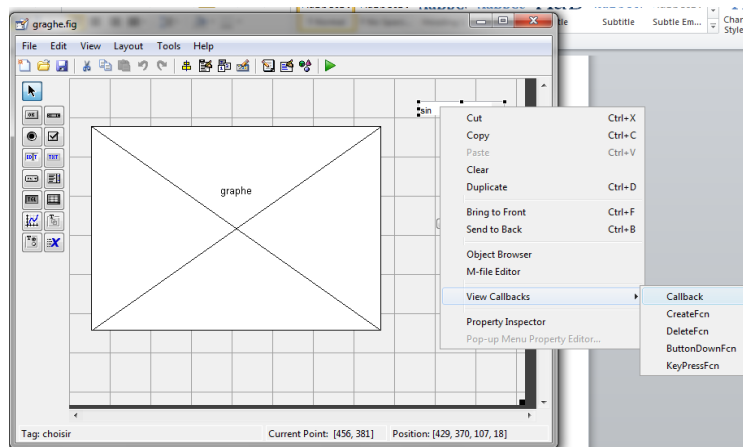 graghe.fig
Subtitle
Subtle Em...
Char
Style
File Edit View Layout Tools Help
sin
graphe
Cut Ctrl+X
Copy Ctrl+C
Paste Ctrl+V
Clear
Duplicate Ctrl+D
Bring to Front Ctrl+F
Send to Back Ctrl+B
Object Browser
M-file Editor
View Callbacks
Callback
CreateFcn
DeleteFcn
ButtonDownFcn
KeyPressFcn
Property Inspector
Pop-up Menu Property Editor...
Tag: choisir
Current Point: [456, 381]
Position: [429, 370, 107, 18]